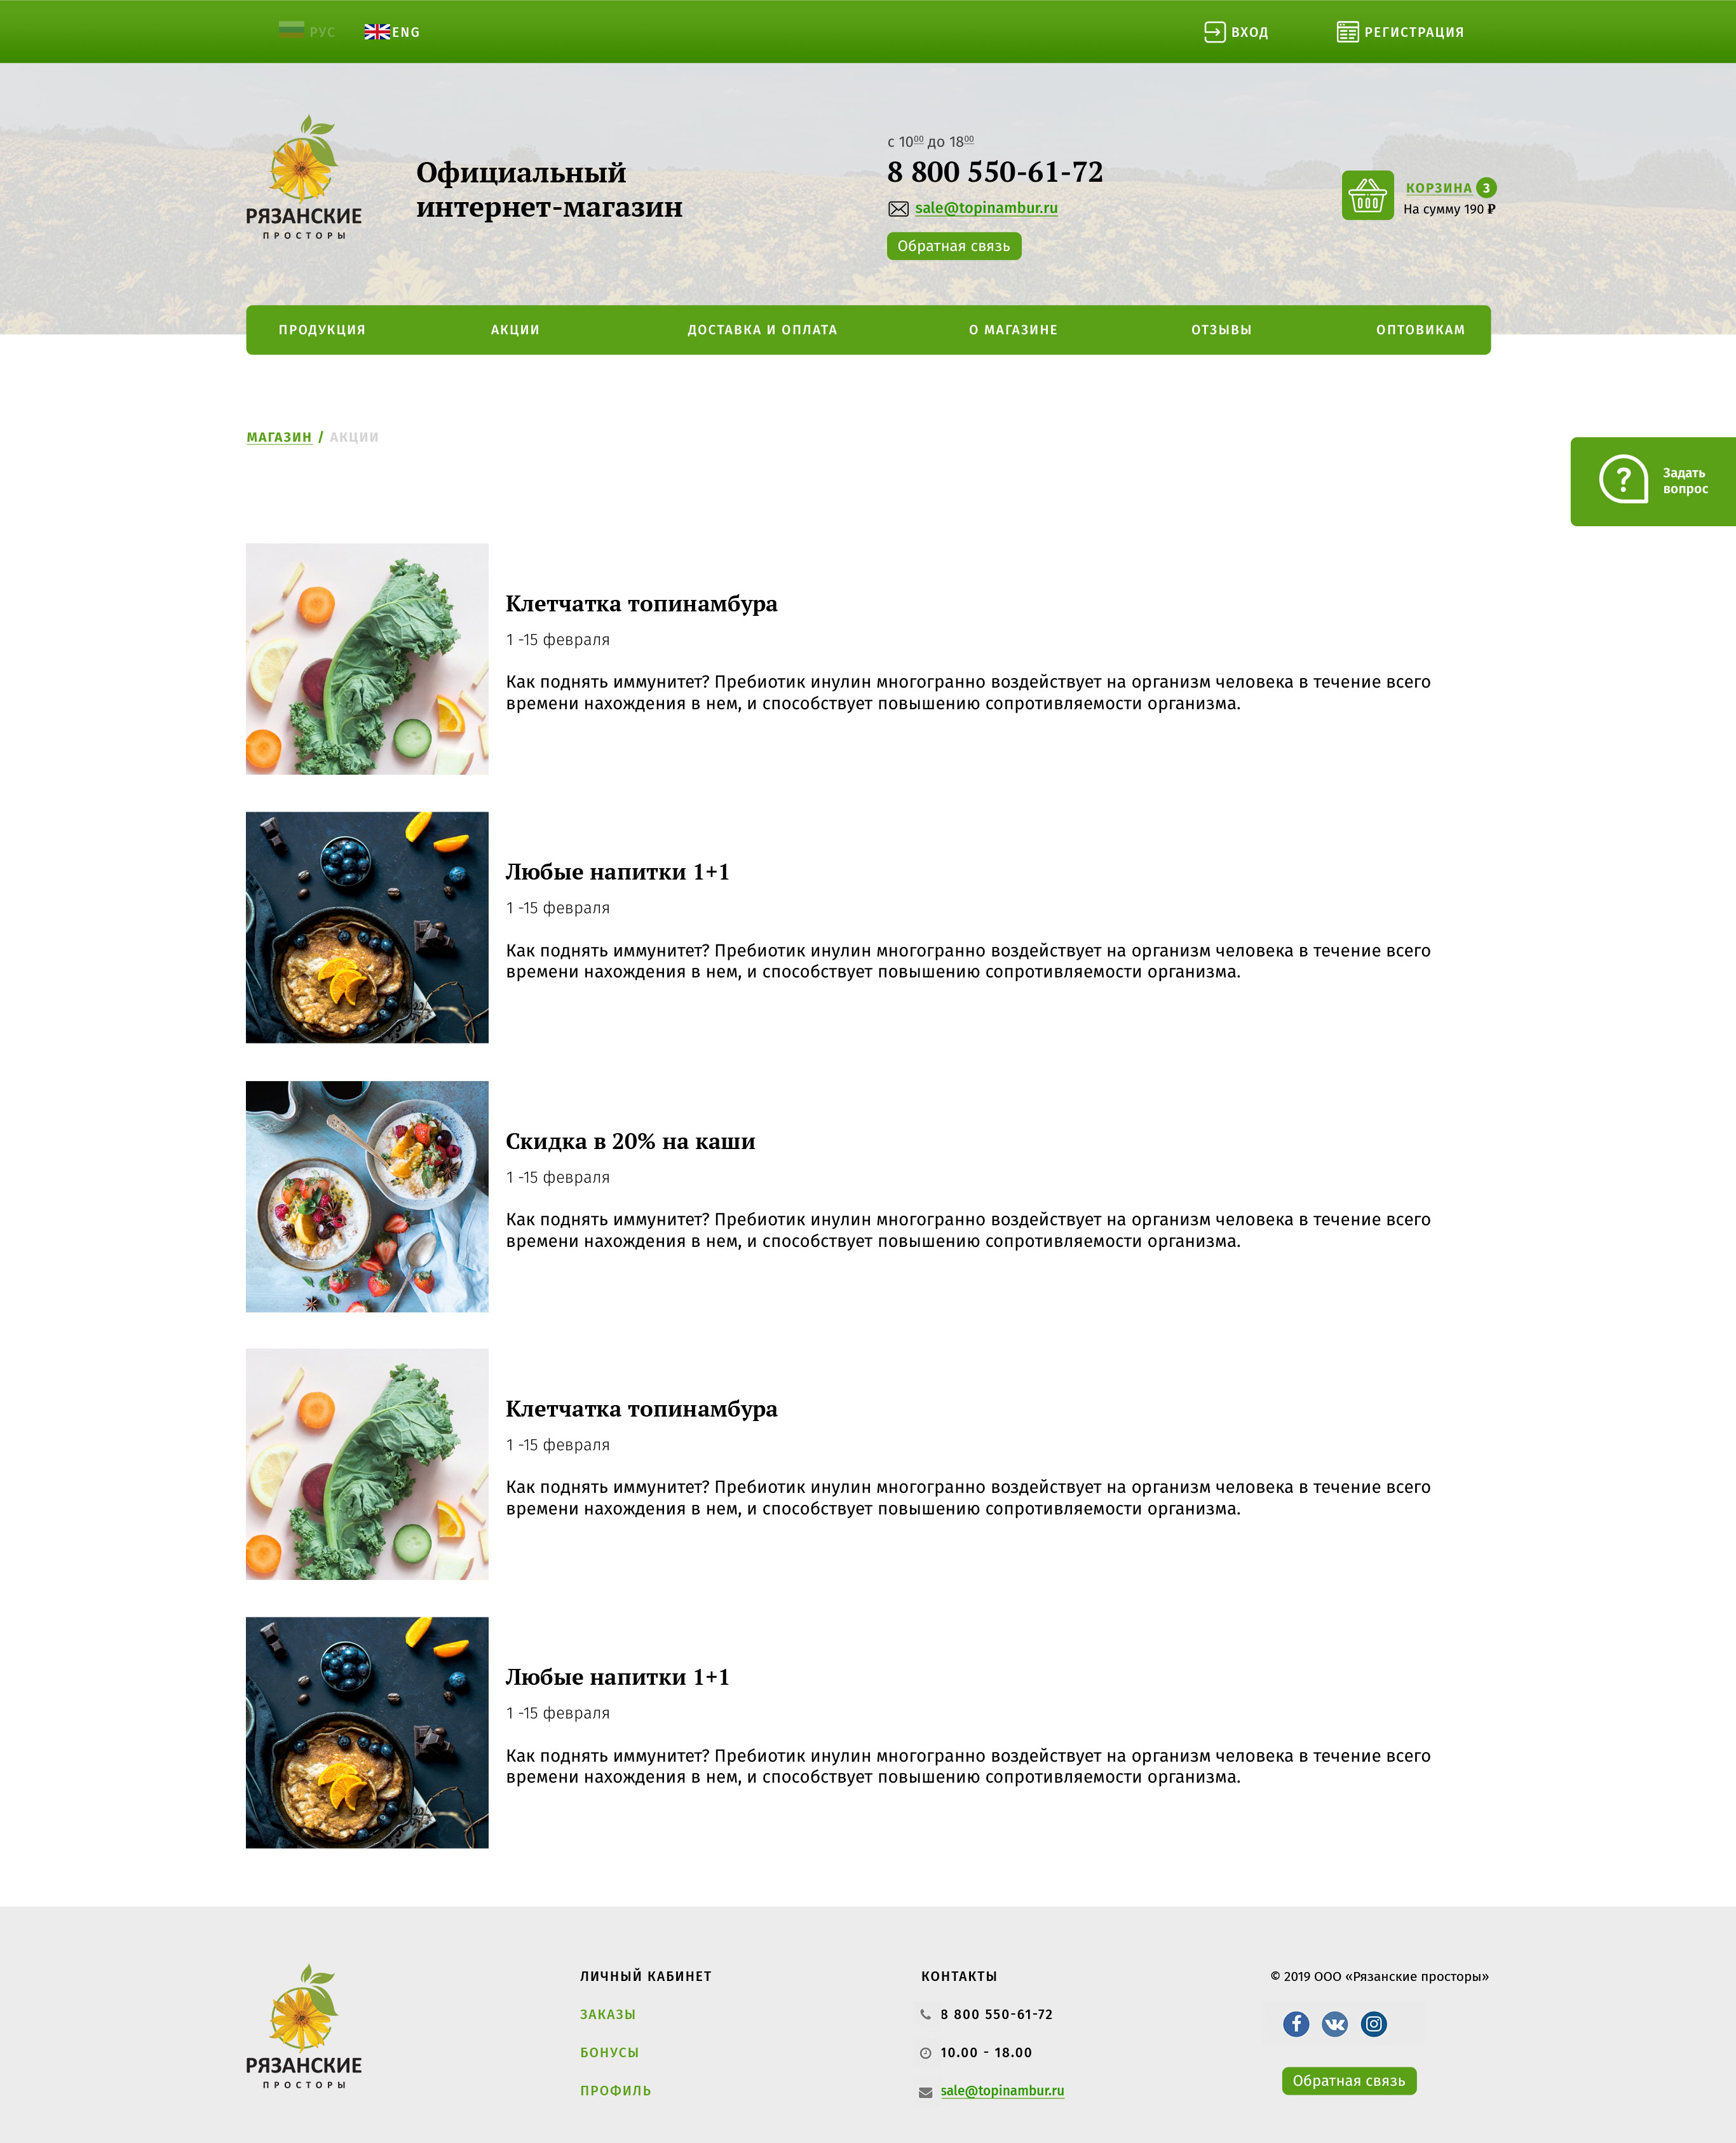 РУС ENG ВХОД РЕГИСТРАЦИЯ
РЯЗАНСКИЕ
ПРОСТОРЫ
Официальный
интернет-магазин
с 10⁰⁰ до 18⁰⁰
8 800 550-61-72
sale@topinambur.ru
Обратная связь
КОРЗИНА 3
На сумму 190 ₽
ПРОДУКЦИЯ АКЦИИ ДОСТАВКА И ОПЛАТА О МАГАЗИНЕ ОТЗЫВЫ ОПТОВИКАМ
МАГАЗИН / АКЦИИ
Задать
вопрос
Клетчатка топинамбура
1 -15 февраля
Как поднять иммунитет? Пребиотик инулин многогранно воздействует на организм человека в течение всего
времени нахождения в нем, и способствует повышению сопротивляемости организма.
Любые напитки 1+1
1 -15 февраля
Как поднять иммунитет? Пребиотик инулин многогранно воздействует на организм человека в течение всего
времени нахождения в нем, и способствует повышению сопротивляемости организма.
Скидка в 20% на каши
1 -15 февраля
Как поднять иммунитет? Пребиотик инулин многогранно воздействует на организм человека в течение всего
времени нахождения в нем, и способствует повышению сопротивляемости организма.
Клетчатка топинамбура
1 -15 февраля
Как поднять иммунитет? Пребиотик инулин многогранно воздействует на организм человека в течение всего
времени нахождения в нем, и способствует повышению сопротивляемости организма.
Любые напитки 1+1
1 -15 февраля
Как поднять иммунитет? Пребиотик инулин многогранно воздействует на организм человека в течение всего
времени нахождения в нем, и способствует повышению сопротивляемости организма.
РЯЗАНСКИЕ
ПРОСТОРЫ
ЛИЧНЫЙ КАБИНЕТ
ЗАКАЗЫ
БОНУСЫ
ПРОФИЛЬ
КОНТАКТЫ
8 800 550-61-72
10.00 - 18.00
sale@topinambur.ru
© 2019 ООО «Рязанские просторы»
Обратная связь